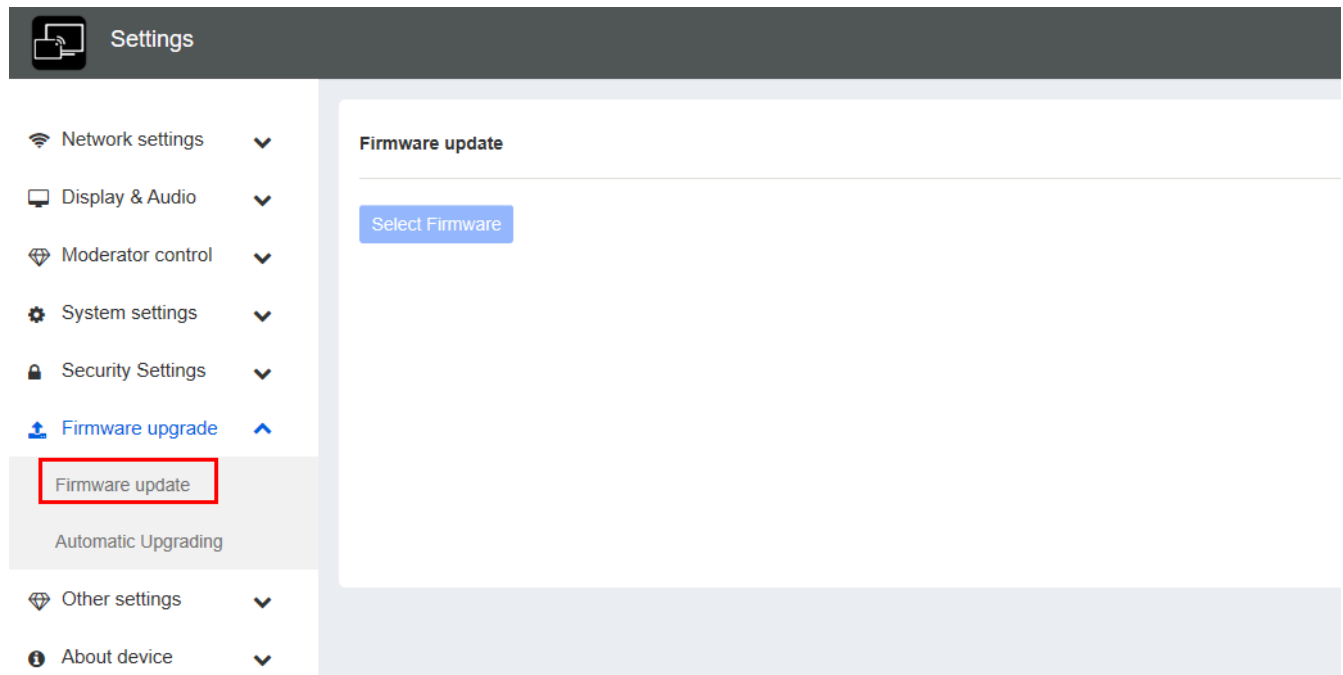 Settings
Network settings
Display & Audio
Moderator control
System settings
Security Settings
Firmware upgrade
Firmware update
Automatic Upgrading
Other settings
About device
Firmware update
Select Firmware